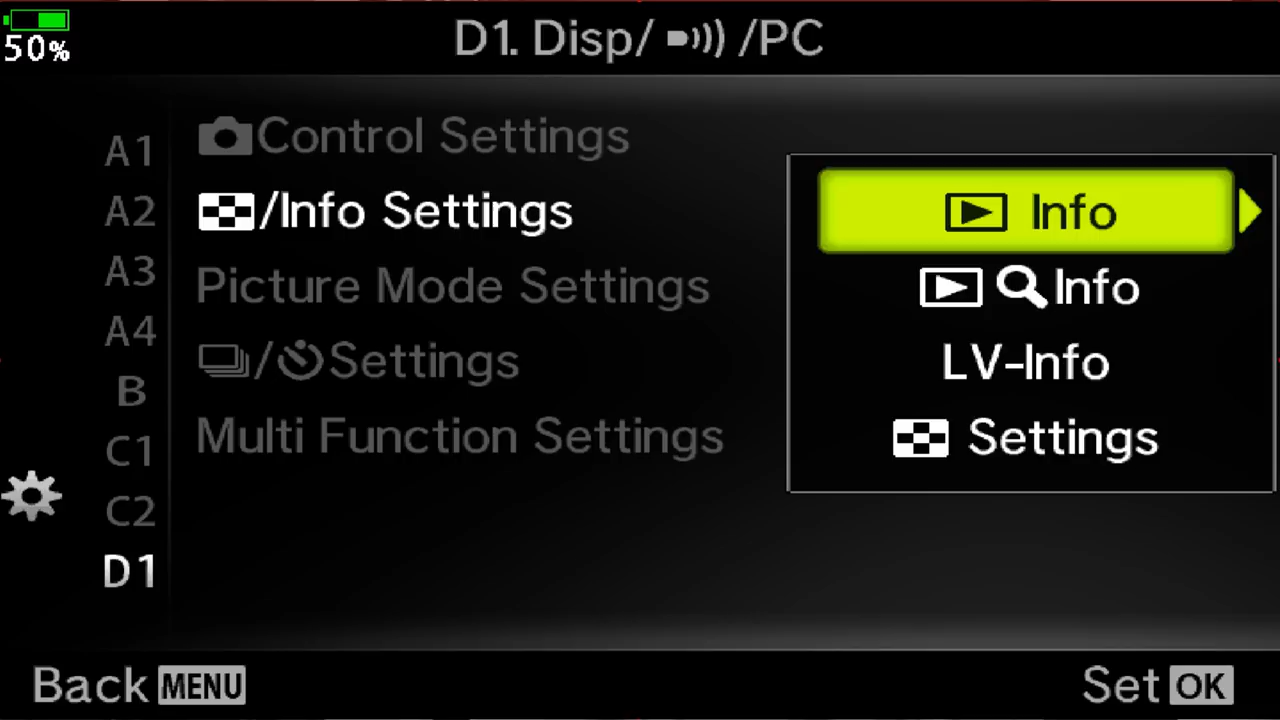 50%
D1. Disp/ /PC
A1
A2
A3
A4
B
C1
C2
D1
Control Settings
/Info Settings
Picture Mode Settings
/ Settings
Multi Function Settings
Info
Info
LV-Info
Settings
Back MENU
Set OK